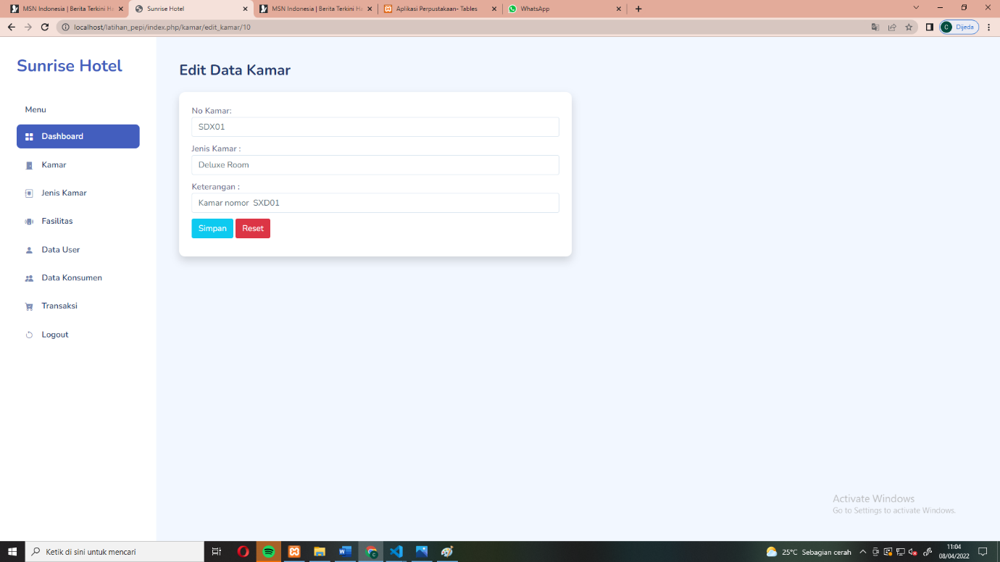 MSN Indonesia | Berita Terkini Ha
Sunrise Hotel
MSN Indonesia | Berita Terkini Ha
Aplikasi Perpustakaan- Tables
WhatsApp
localhost/latihan_pepi/index.php/kamar/edit_kamar/10
C
Dijeda
Sunrise Hotel
Menu
Dashboard
Kamar
Jenis Kamar
Fasilitas
Data User
Data Konsumen
Transaksi
Logout
Edit Data Kamar
No Kamar:
SDX01
Jenis Kamar :
Deluxe Room
Keterangan :
Kamar nomor  SXD01
Simpan Reset
Activate Windows
Go to Settings to activate Windows.
Ketik di sini untuk mencari
25°C Sebagian cerah
11:04
08/04/2022